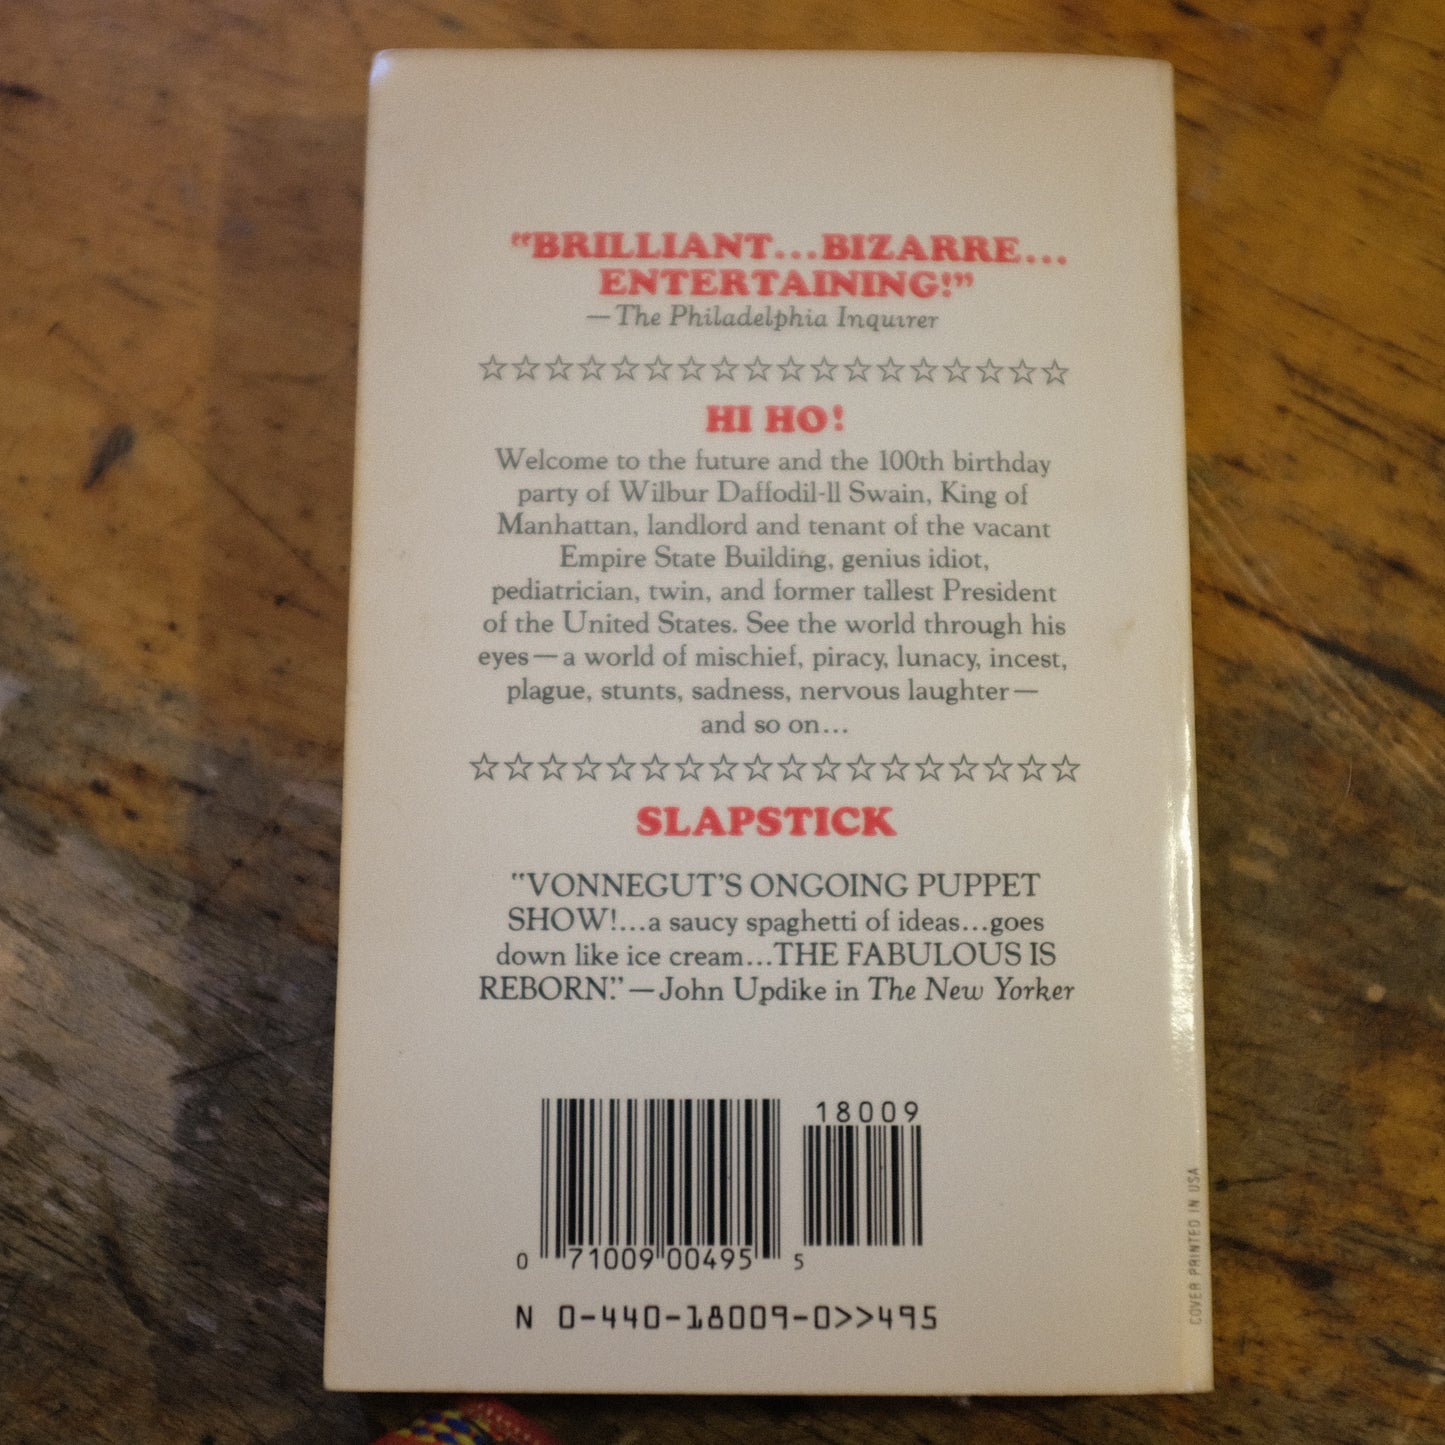 “BRILLIANT...BIZARRE...
ENTERTAINING!”
—The Philadelphia Inquirer
☆☆☆☆☆☆☆☆☆☆☆☆☆☆☆☆☆☆
HI HO!
Welcome to the future and the 100th birthday
party of Wilbur Daffodil-ll Swain, King of
Manhattan, landlord and tenant of the vacant
Empire State Building, genius idiot,
pediatrician, twin, and former tallest President
of the United States. See the world through his
eyes—a world of mischief, piracy, lunacy, incest,
plague, stunts, sadness, nervous laughter—
and so on...
☆☆☆☆☆☆☆☆☆☆☆☆☆☆☆☆☆☆
SLAPSTICK
“VONNEGUT’S ONGOING PUPPET
SHOW!...a saucy spaghetti of ideas...goes
down like ice cream...THE FABULOUS IS
REBORN.”—John Updike in The New Yorker
18009
0 71009 00495 5
N 0-440-18009-0>>495
COVER PRINTED IN USA